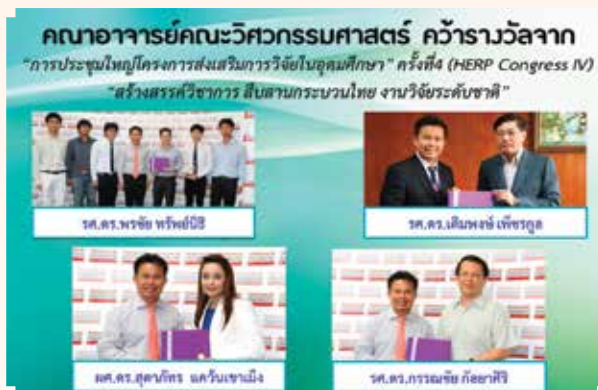 คณาอาจารย์คณะวิศวกรรมศาสตร์ คว้ารางวัลจาก
"การประชุมใหญ่โครงการส่งเสริมการวิจัยในอุดมศึกษา" ครั้งที่4 (HERP Congress IV)
"สร้างสรรค์วิชาการ สืบสานกระบวนไทย งานวิจัยระดับชาติ"
รศ.ดร.พรชัย ทรัพย์นิธิ
รศ.ดร.เติมพงษ์ เพ็ชรกูล
ผศ.ดร.สุดาภัทร แคว้นเขาเม็ง
รศ.ดร.กรรณชัย กัลยาศิริ